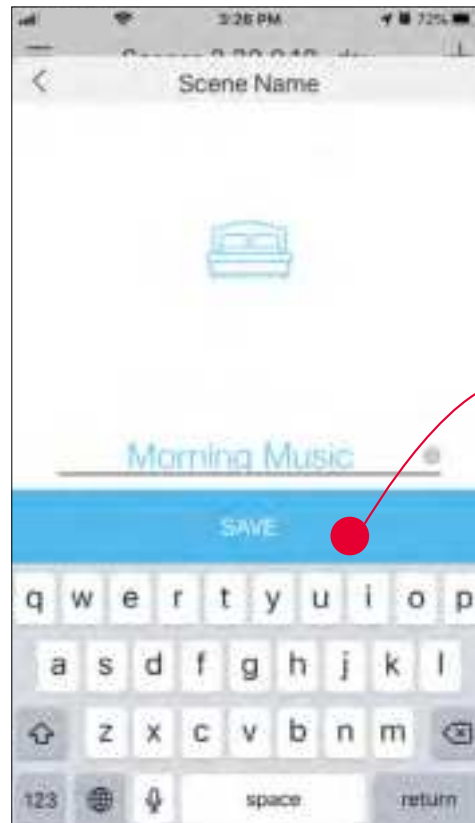 3:26 PM 72%
Scene Name
Morning Music
SAVE
q w e r t y u i o p
a s d f g h j k l
z x c v b n m
123 space return